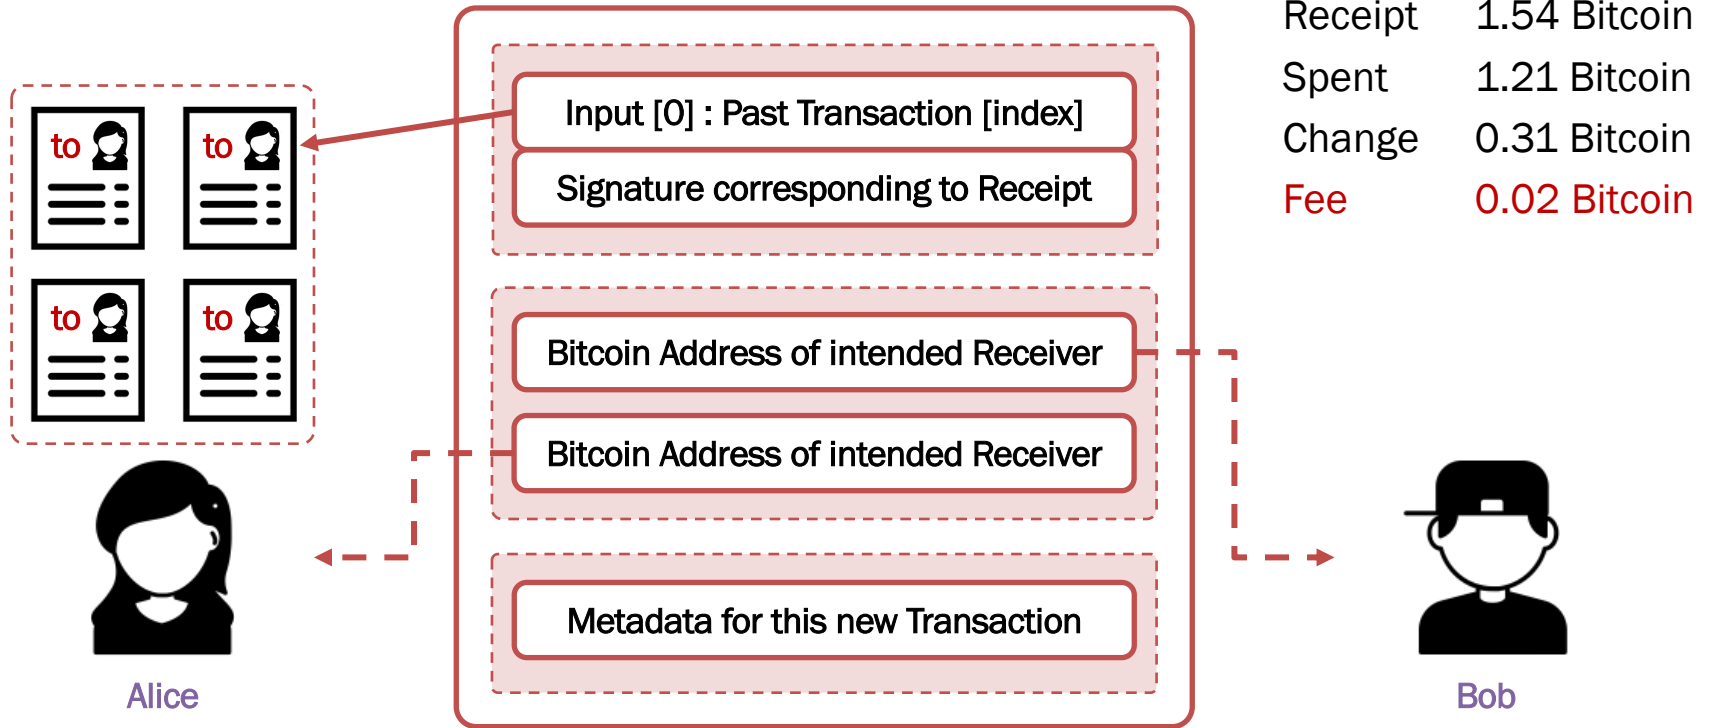 to
to
to
to
Alice
Input [0] : Past Transaction [index]
Signature corresponding to Receipt
Bitcoin Address of intended Receiver
Bitcoin Address of intended Receiver
Metadata for this new Transaction
Receipt 1.54 Bitcoin
Spent 1.21 Bitcoin
Change 0.31 Bitcoin
Fee 0.02 Bitcoin
Bob